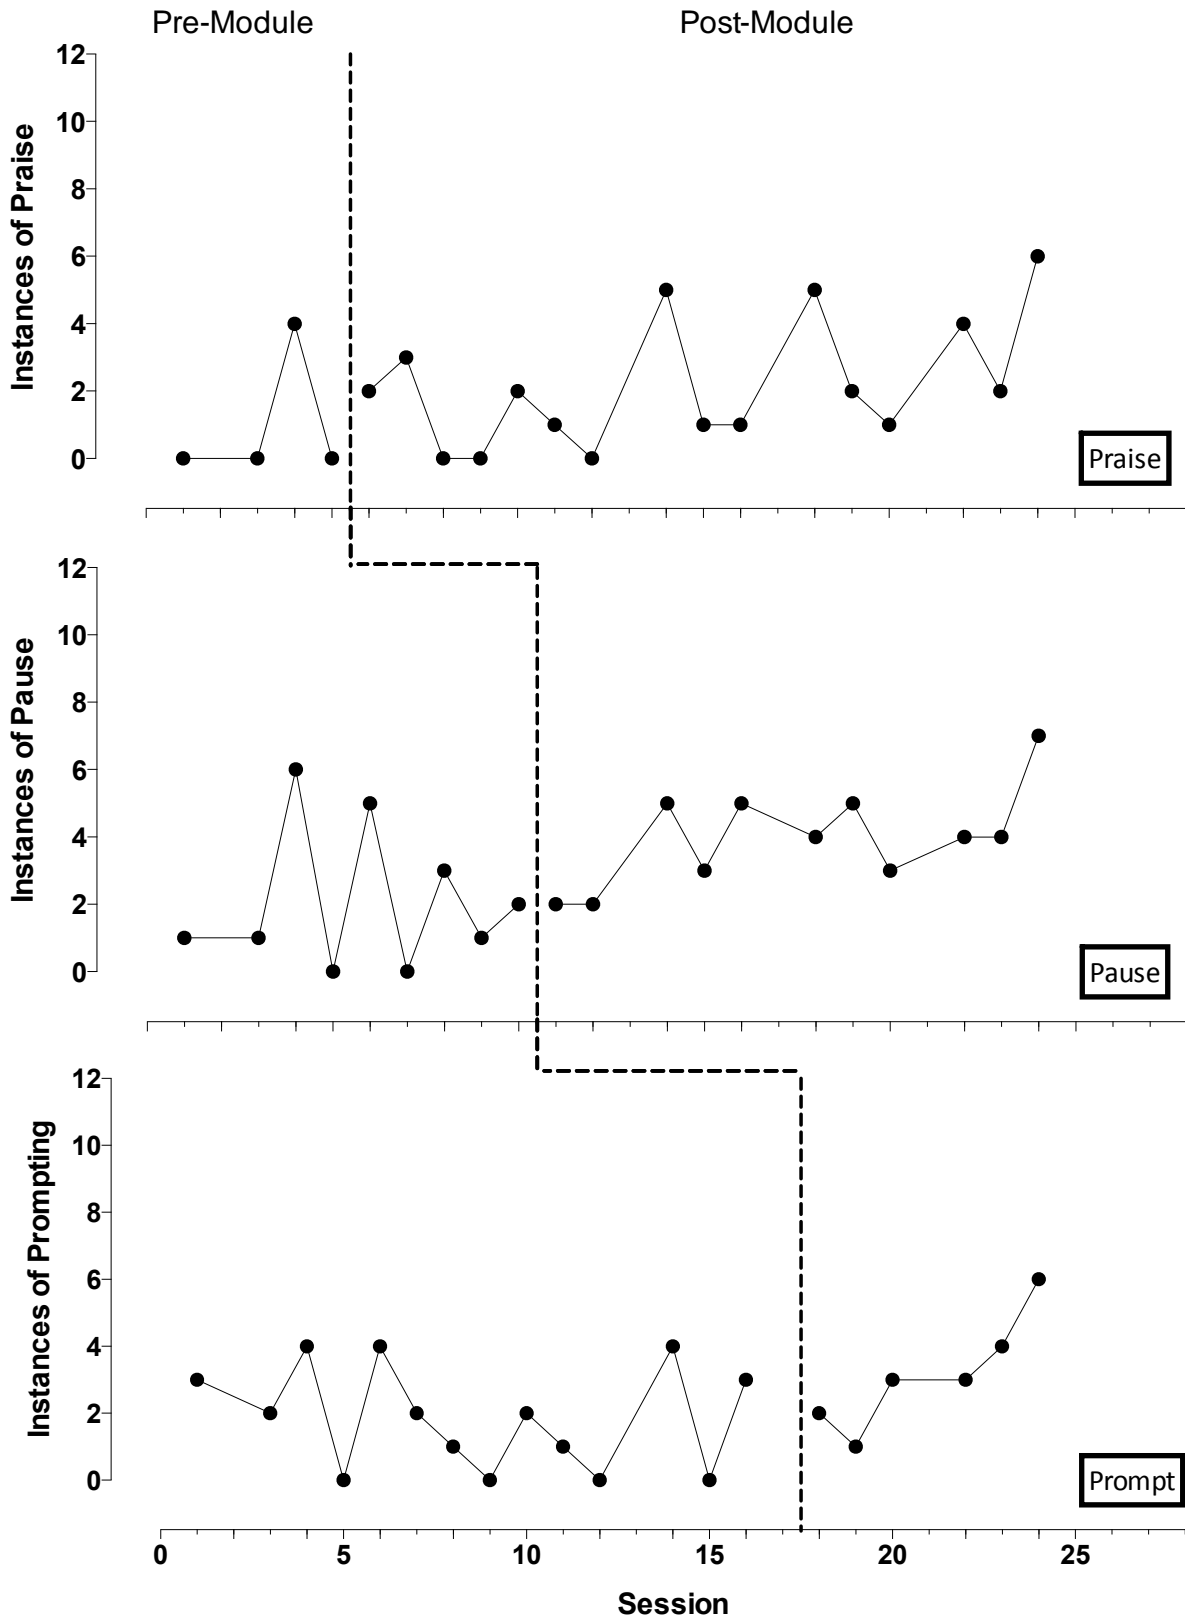 Pre-Module Post-Module
12
10
8
6
4
2
0
Instances of Praise
Praise
12
10
8
6
4
2
0
Instances of Pause
Pause
12
10
8
6
4
2
0
Instances of Prompting
Prompt
0 5 10 15 20 25
Session